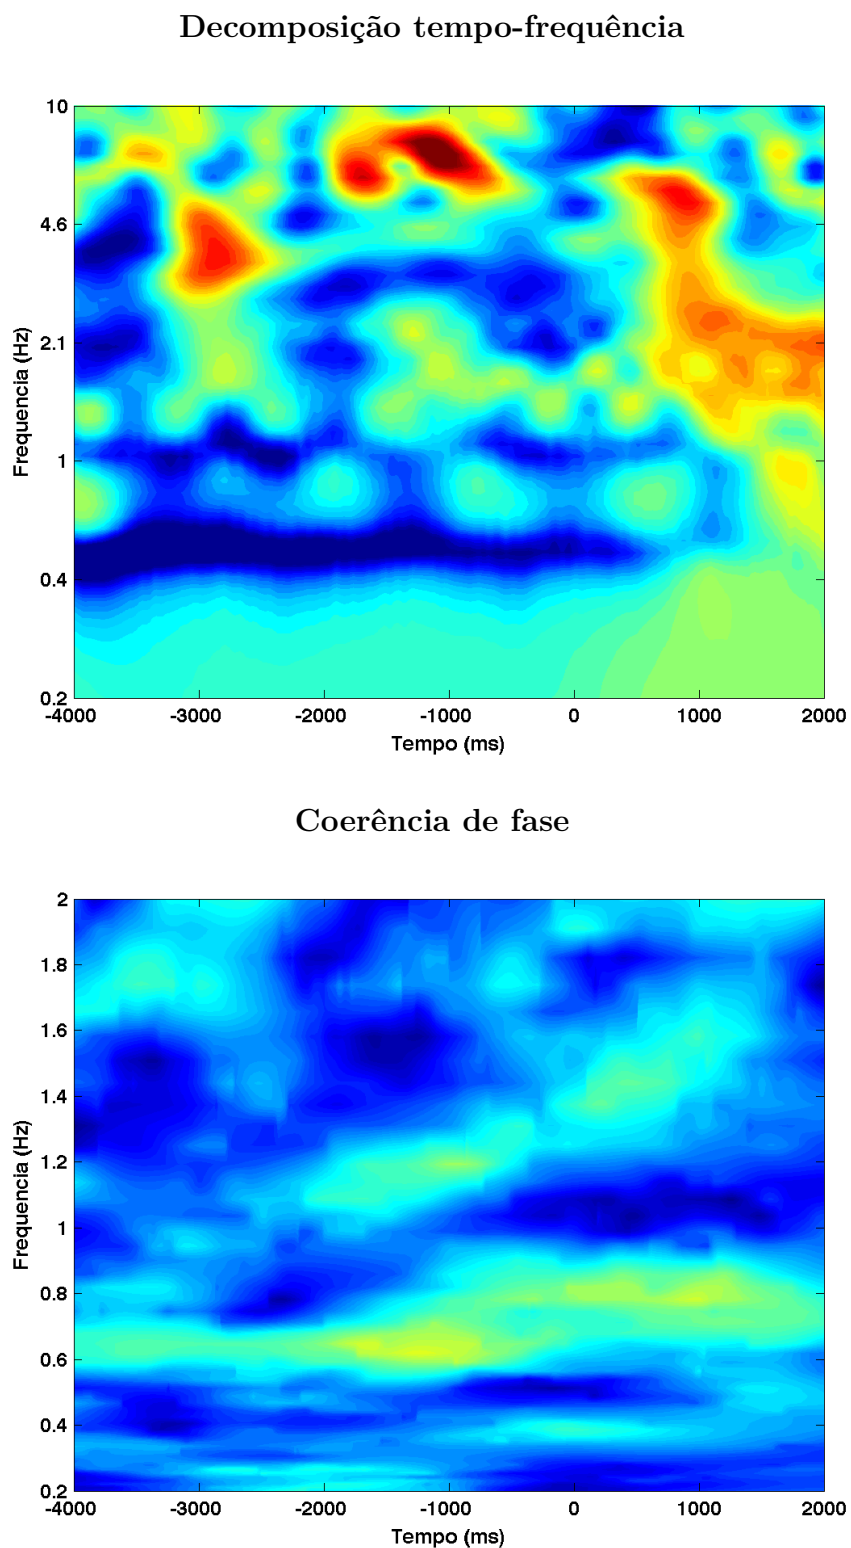 Decomposição tempo-frequência
10
4.6
2.1
1
0.4
0.2
Frequencia (Hz)
-4000 -3000 -2000 -1000 0 1000 2000
Tempo (ms)
Coerência de fase
2
1.8
1.6
1.4
1.2
1
0.8
0.6
0.4
0.2
Frequencia (Hz)
-4000 -3000 -2000 -1000 0 1000 2000
Tempo (ms)